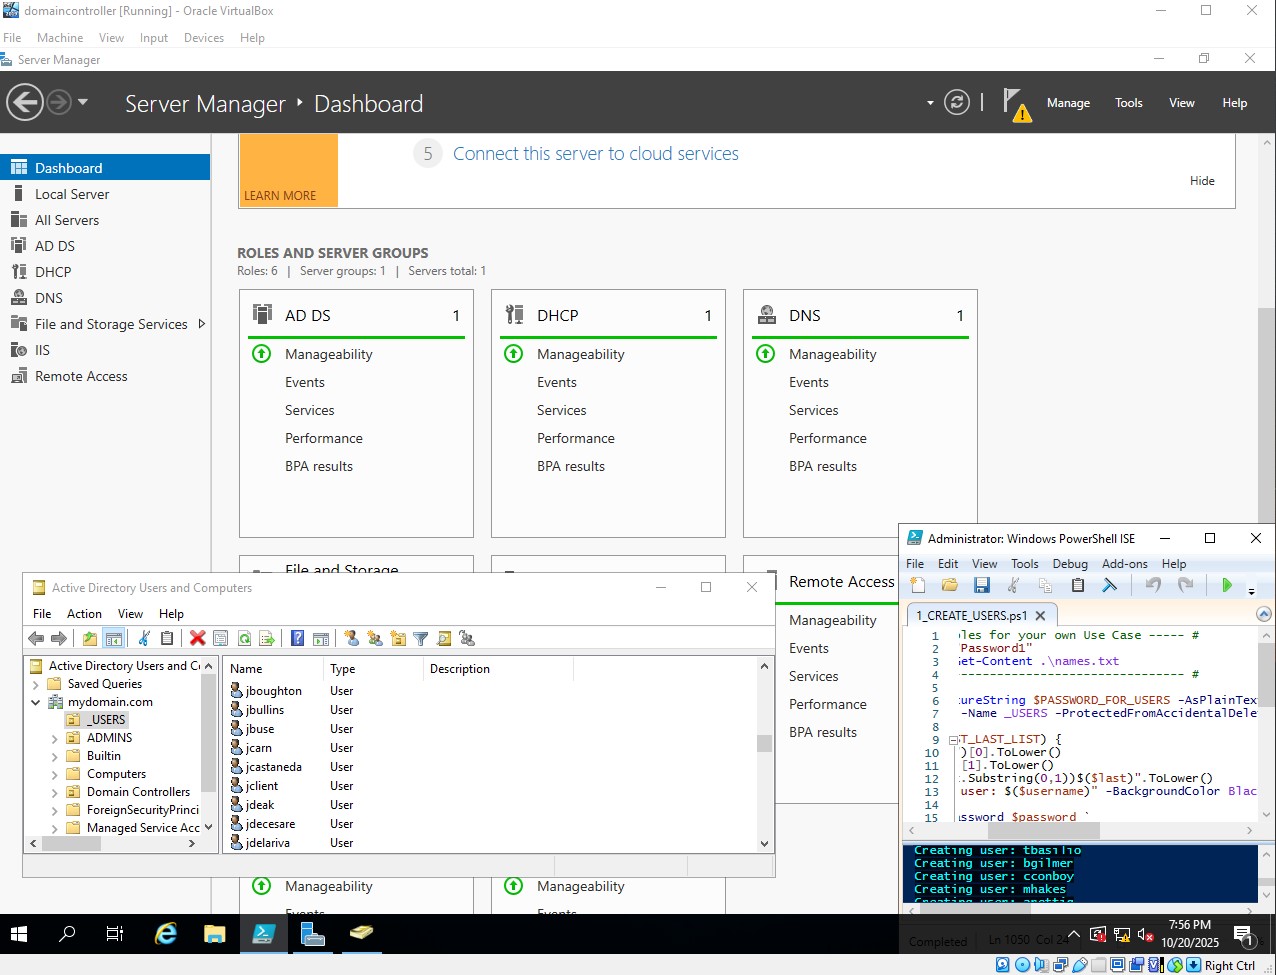 domaincontroller [Running] - Oracle VirtualBox
File Machine View Input Devices Help
Server Manager
Server Manager ‣ Dashboard
Manage Tools View Help
Dashboard
Local Server
All Servers
AD DS
DHCP
DNS
File and Storage Services
IIS
Remote Access
5 Connect this server to cloud services
LEARN MORE
Hide
ROLES AND SERVER GROUPS
Roles: 6 | Server groups: 1 | Servers total: 1
AD DS 1
Manageability
Events
Services
Performance
BPA results
DHCP 1
Manageability
Events
Services
Performance
BPA results
DNS 1
Manageability
Events
Services
Performance
BPA results
File and Storage
Remote Access
Manageability
Events
Services
Performance
BPA results
Manageability
Events
Manageability
Events
Active Directory Users and Computers
File Action View Help
Active Directory Users and C
Saved Queries
mydomain.com
_USERS
ADMINS
Builtin
Computers
Domain Controllers
ForeignSecurityPrinci
Managed Service Acc
Name Type Description
jboughton User
jbullins User
jbuse User
jcarn User
jcastaneda User
jclient User
jdeak User
jdecesare User
jdelariva User
Administrator: Windows PowerShell ISE
File Edit View Tools Debug Add-ons Help
1_CREATE_USERS.ps1
1 les for your own Use Case ----- #
2 Password1"
3 Get-Content .\names.txt
4 ------------------------------ #
5
6 ureString $PASSWORD_FOR_USERS -AsPlainTex
7 -Name _USERS -ProtectedFromAccidentalDele
8
9 ST_LAST_LIST) {
10 )[0].ToLower()
11 [1].ToLower()
12 .Substring(0,1))$($last)".ToLower()
13 user: $($username)" -BackgroundColor Blac
14
15 assword $password `
Creating user: tbasilio
Creating user: bgilmer
Creating user: cconboy
Creating user: mhakes
Creating user: anettig
Completed Ln 1050 Col 24
7:56 PM
10/20/2025
1
Right Ctrl